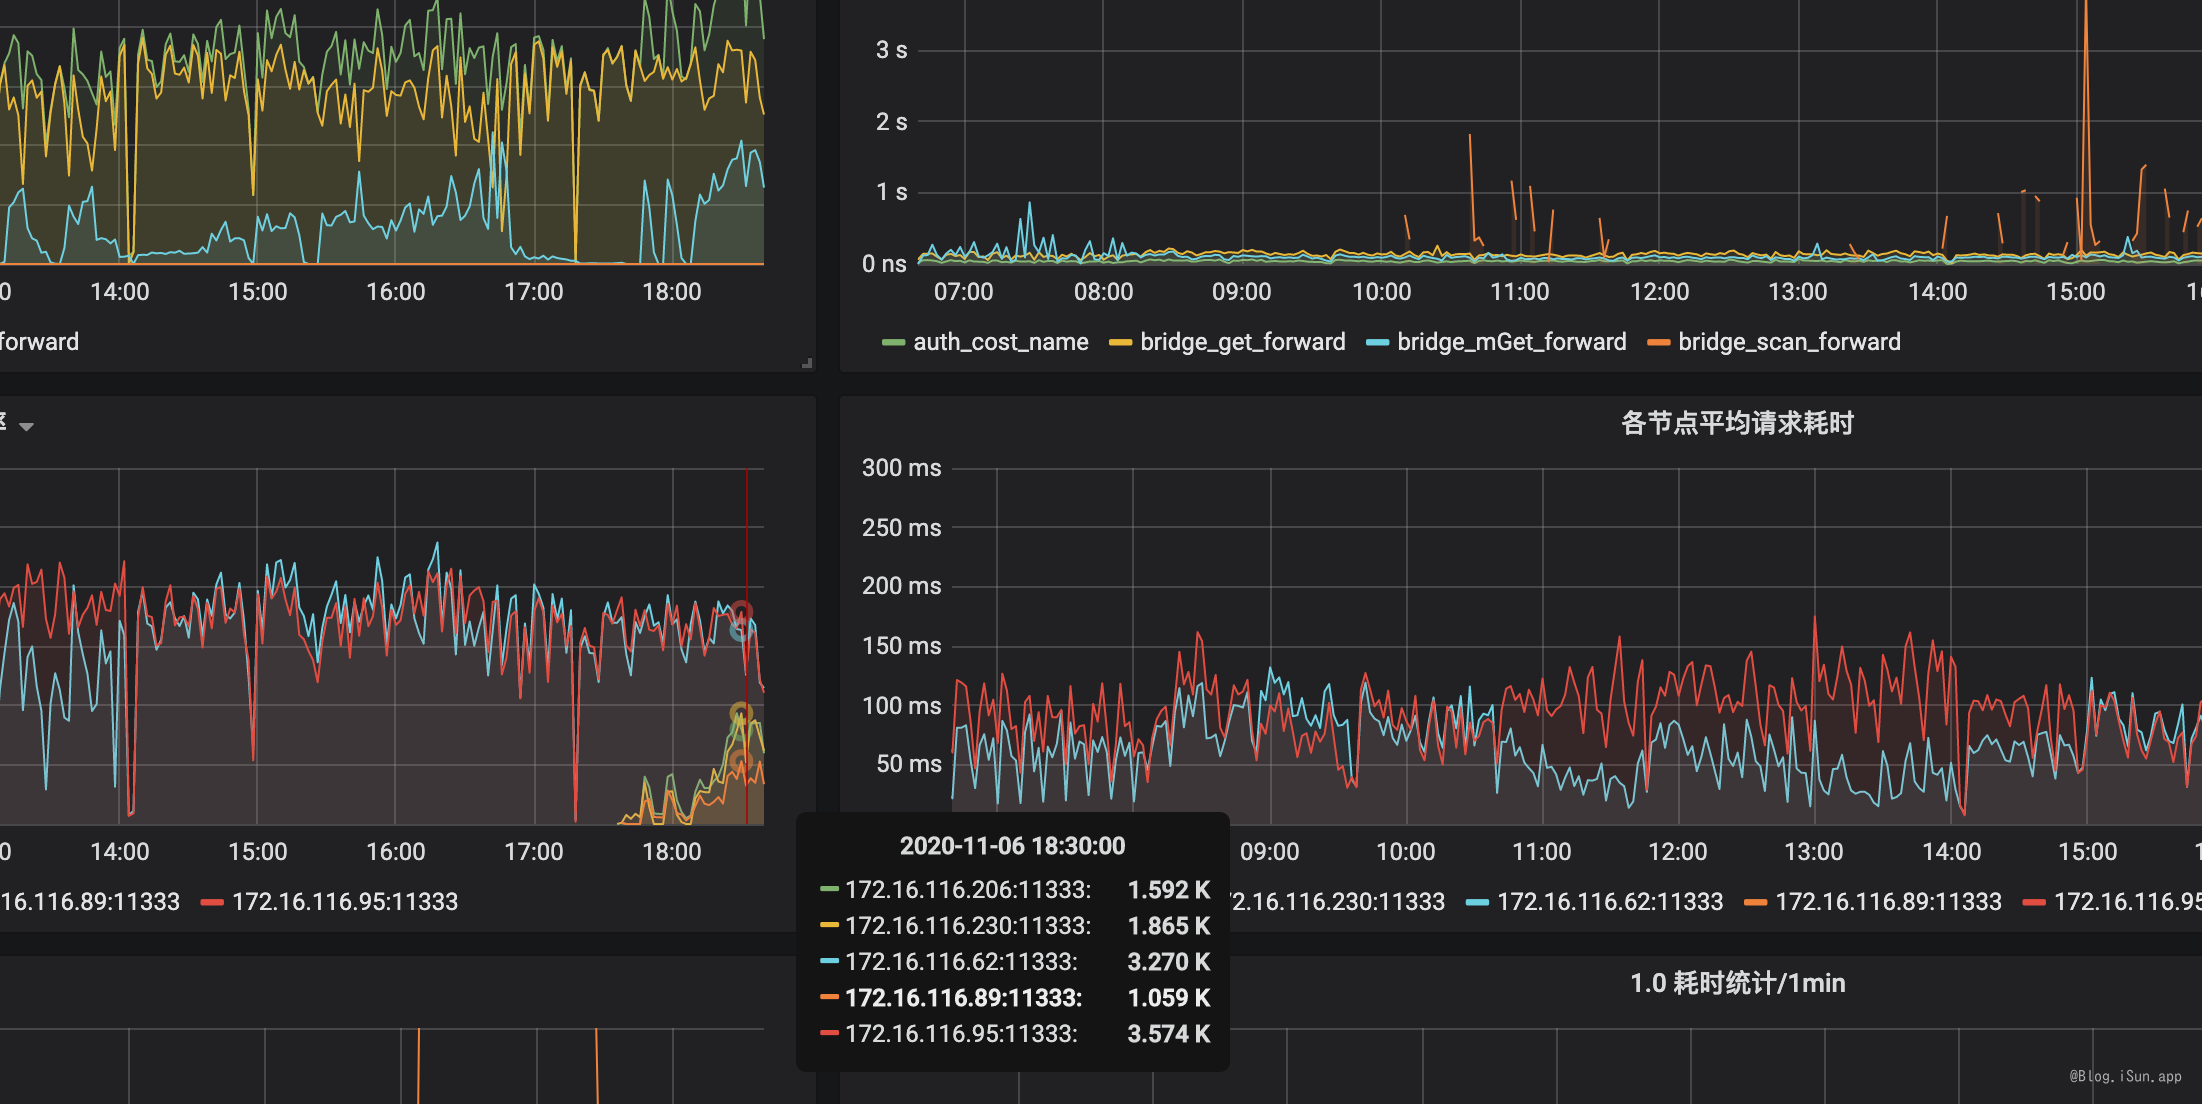 3 s
2 s
1 s
0 ns
0 14:00 15:00 16:00 17:00 18:00
07:00 08:00 09:00 10:00 11:00 12:00 13:00 14:00 15:00
forward
auth_cost_name bridge_get_forward bridge_mGet_forward bridge_scan_forward
率
各节点平均请求耗时
300 ms
250 ms
200 ms
150 ms
100 ms
50 ms
0 14:00 15:00 16:00 17:00 18:00
09:00 10:00 11:00 12:00 13:00 14:00 15:00
16.116.89:11333 172.16.116.95:11333
2.16.116.230:11333 172.16.116.62:11333 172.16.116.89:11333 172.16.116.95
2020-11-06 18:30:00
172.16.116.206:11333: 1.592 K
172.16.116.230:11333: 1.865 K
172.16.116.62:11333: 3.270 K
172.16.116.89:11333: 1.059 K
172.16.116.95:11333: 3.574 K
1.0 耗时统计/1min
@Blog.iSun.app